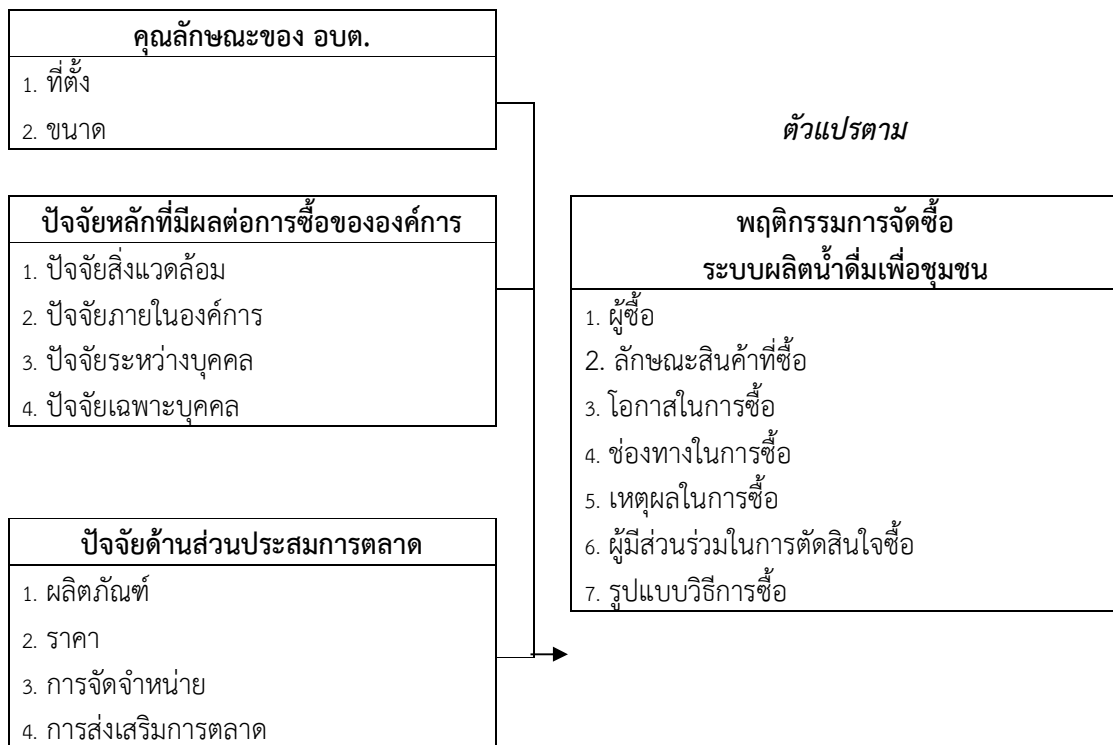 คุณลักษณะของ อบต.
1. ที่ตั้ง
2. ขนาด
ตัวแปรตาม
ปัจจัยหลักที่มีผลต่อการซื้อขององค์การ
1. ปัจจัยสิ่งแวดล้อม
2. ปัจจัยภายในองค์การ
3. ปัจจัยระหว่างบุคคล
4. ปัจจัยเฉพาะบุคคล
พฤติกรรมการจัดซื้อ
ระบบผลิตน้ำดื่มเพื่อชุมชน
1. ผู้ซื้อ
2. ลักษณะสินค้าที่ซื้อ
3. โอกาสในการซื้อ
4. ช่องทางในการซื้อ
5. เหตุผลในการซื้อ
6. ผู้มีส่วนร่วมในการตัดสินใจซื้อ
7. รูปแบบวิธีการซื้อ
ปัจจัยด้านส่วนประสมการตลาด
1. ผลิตภัณฑ์
2. ราคา
3. การจัดจำหน่าย
4. การส่งเสริมการตลาด